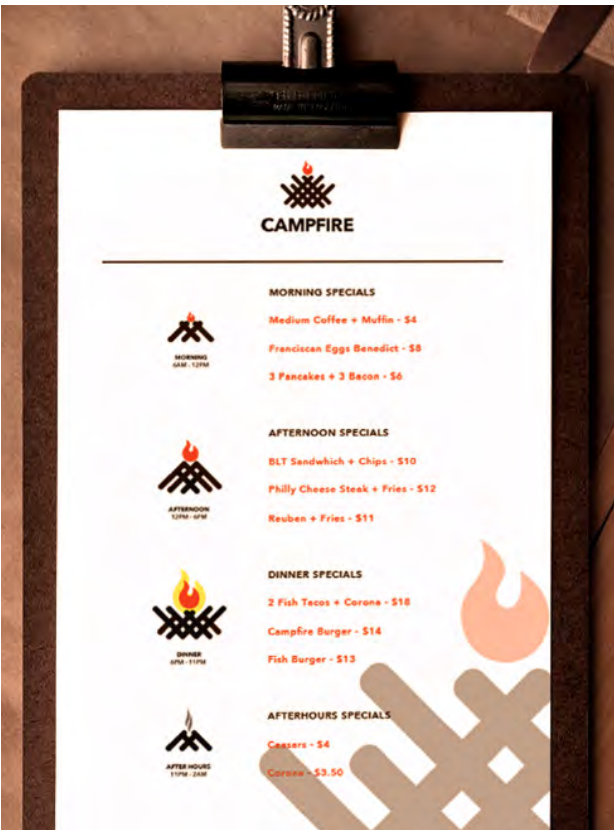 CAMPFIRE
MORNING SPECIALS
Medium Coffee + Muffin - $4
Franciscan Eggs Benedict - $8
3 Pancakes + 3 Bacon - $6
MORNING
6AM - 12PM
AFTERNOON SPECIALS
BLT Sandwhich + Chips - $10
Philly Cheese Steak + Fries - $12
Reuben + Fries - $11
AFTERNOON
12PM - 6PM
DINNER SPECIALS
2 Fish Tacos + Corona - $18
Campfire Burger - $14
Fish Burger - $13
DINNER
6PM - 11PM
AFTERHOURS SPECIALS
Ceasers - $4
Corona - $3.50
AFTER HOURS
11PM - 2AM